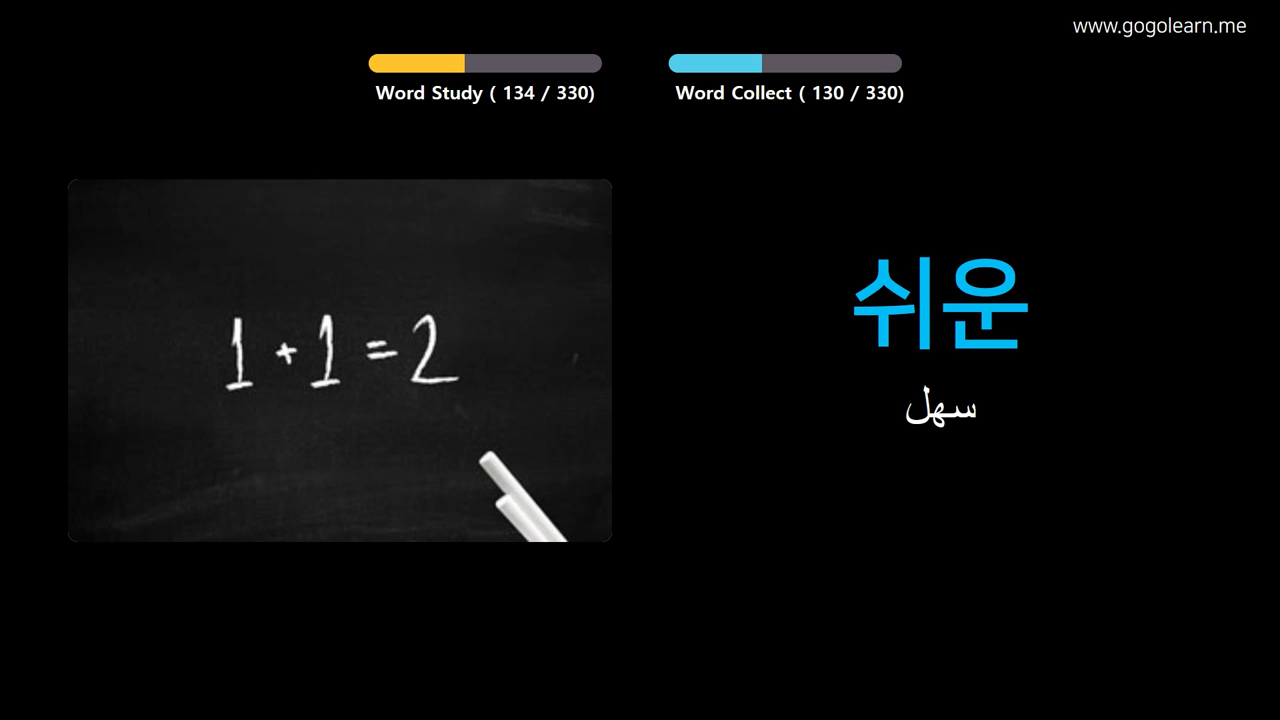 www.gogolearn.me
Word Study ( 134 / 330)
Word Collect ( 130 / 330)
1 + 1 = 2
쉬운
سهل